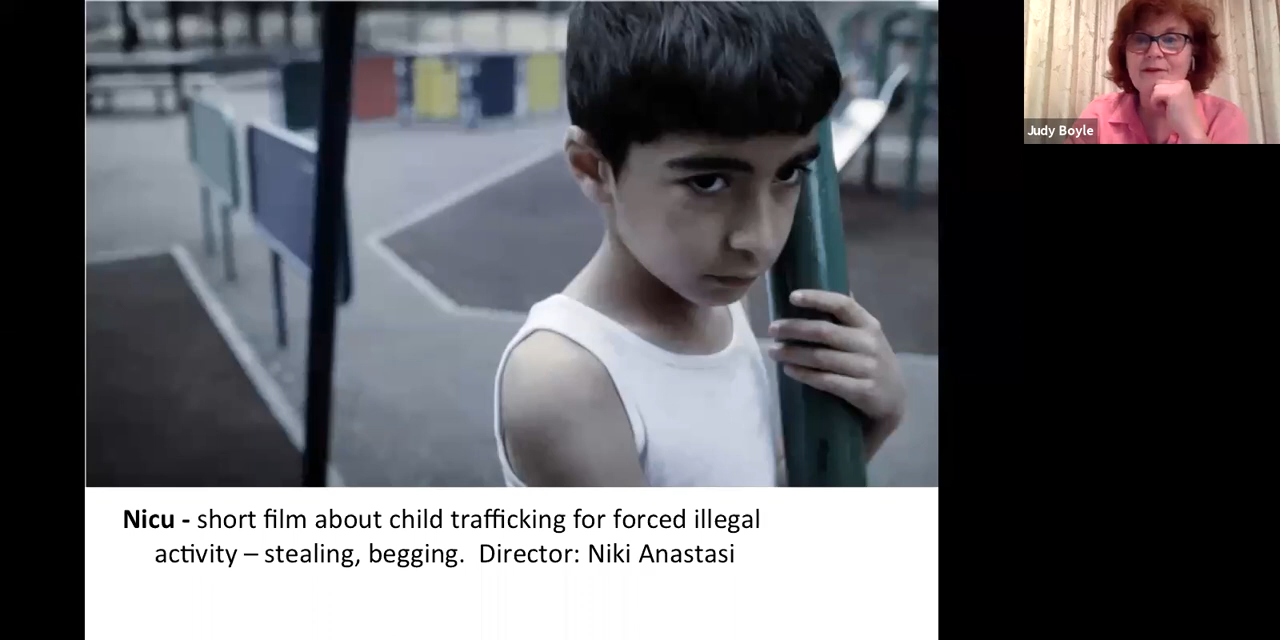 Judy Boyle
Nicu - short film about child trafficking for forced illegal
activity – stealing, begging.  Director: Niki Anastasi